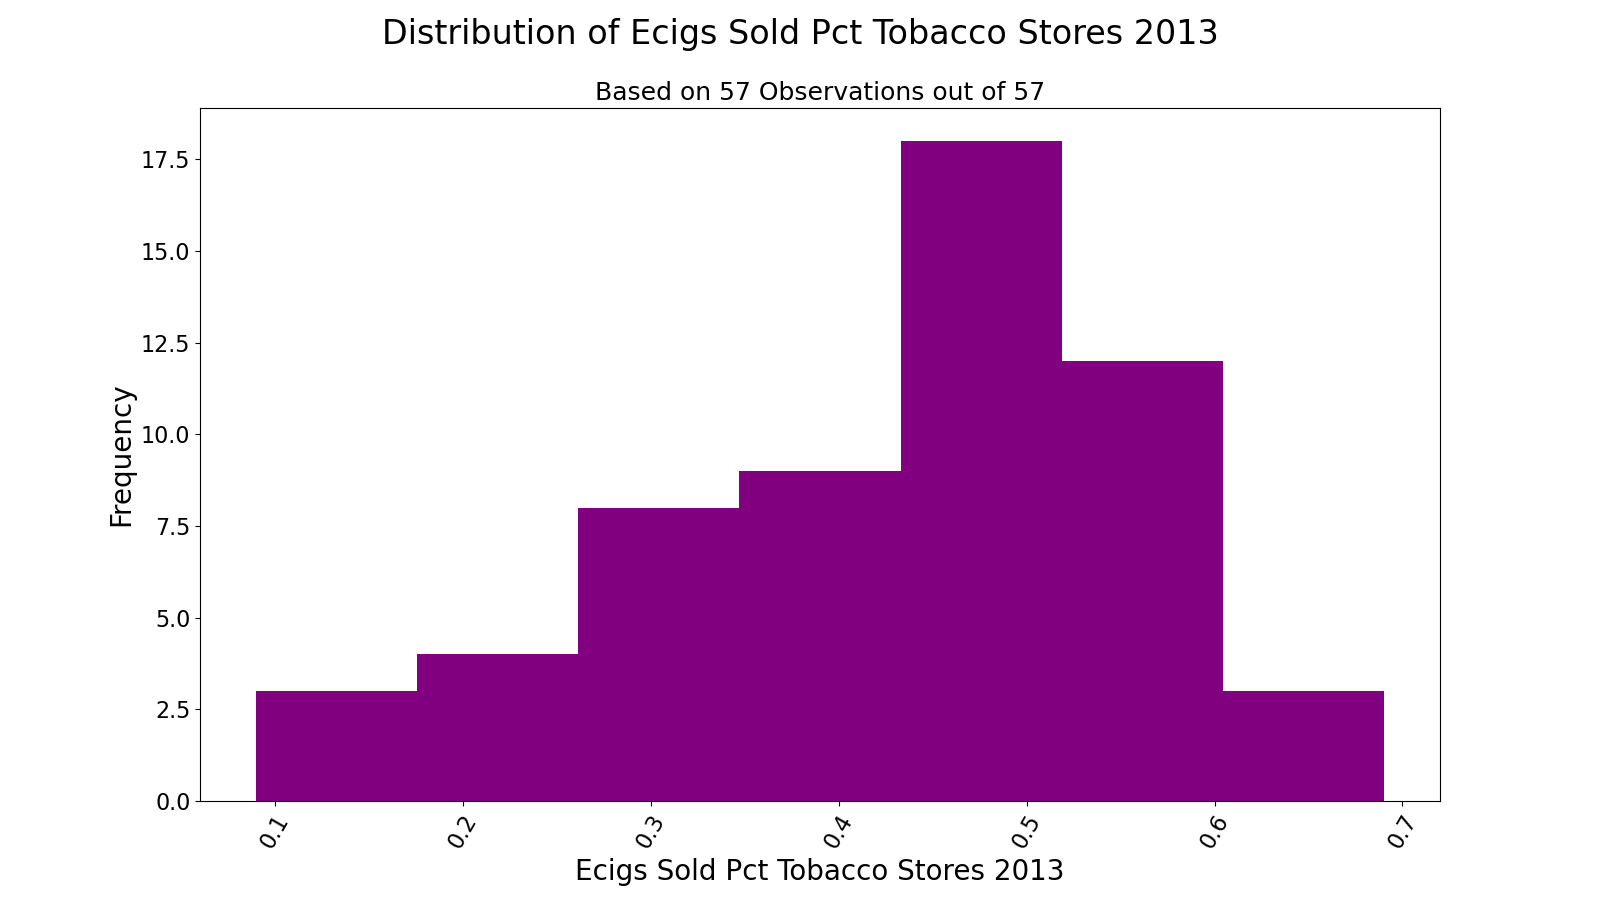 Distribution of Ecigs Sold Pct Tobacco Stores 2013
Based on 57 Observations out of 57
17.5
15.0
12.5
10.0
7.5
5.0
2.5
0.0
Frequency
0.1 0.2 0.3 0.4 0.5 0.6 0.7
Ecigs Sold Pct Tobacco Stores 2013